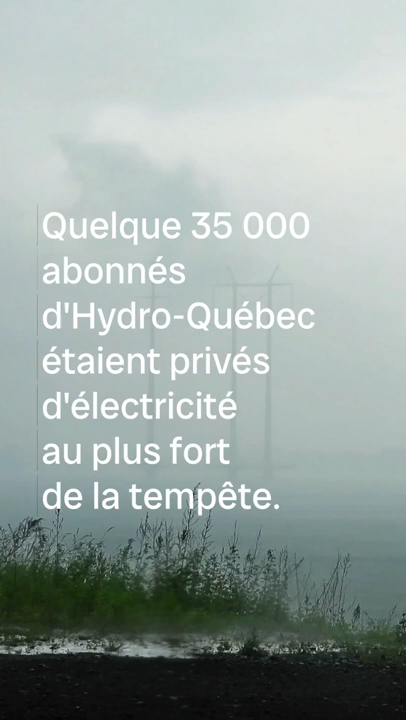 Quelque 35 000
abonnés
d'Hydro-Québec
étaient privés
d'électricité
au plus fort
de la tempête.